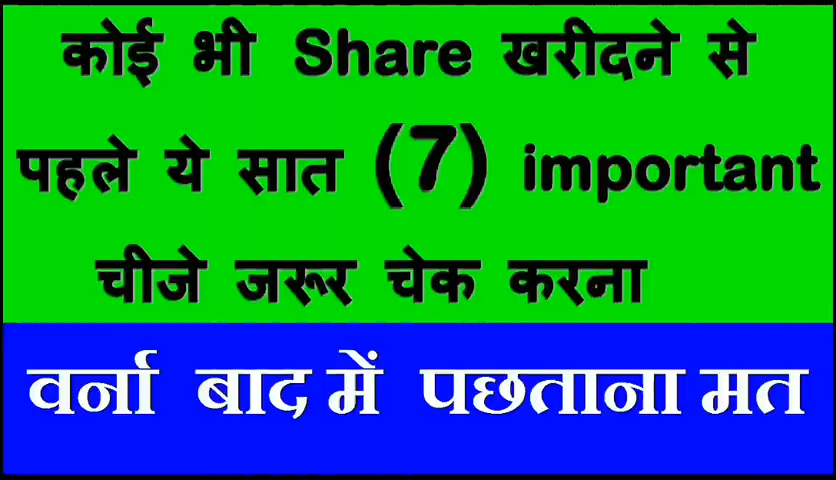 कोई भी Share खरीदने से
पहले ये सात (7) important
चीजे जरूर चेक करना
वर्ना बाद में पछताना मत